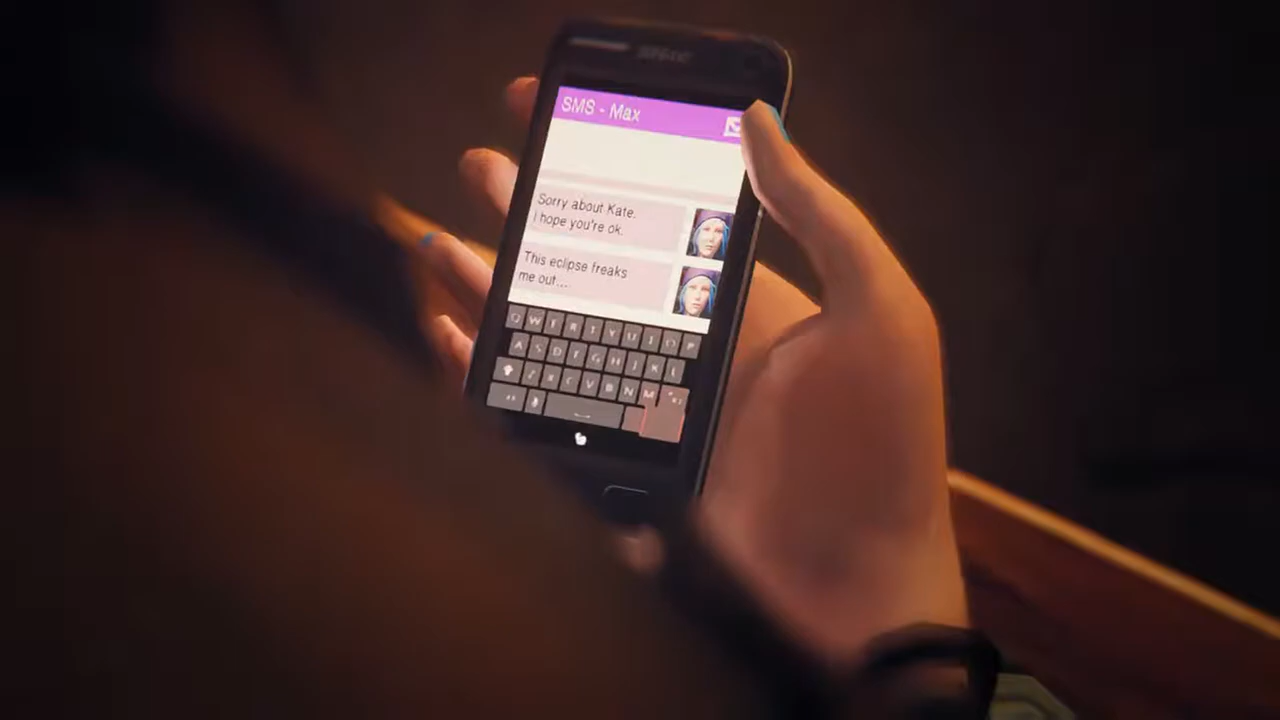 SMS - Max
Sorry about Kate.
I hope you're ok.
This eclipse freaks
me out...
Q W E R T Y U I O P
A S D F G H J K L
Z X C V B N M